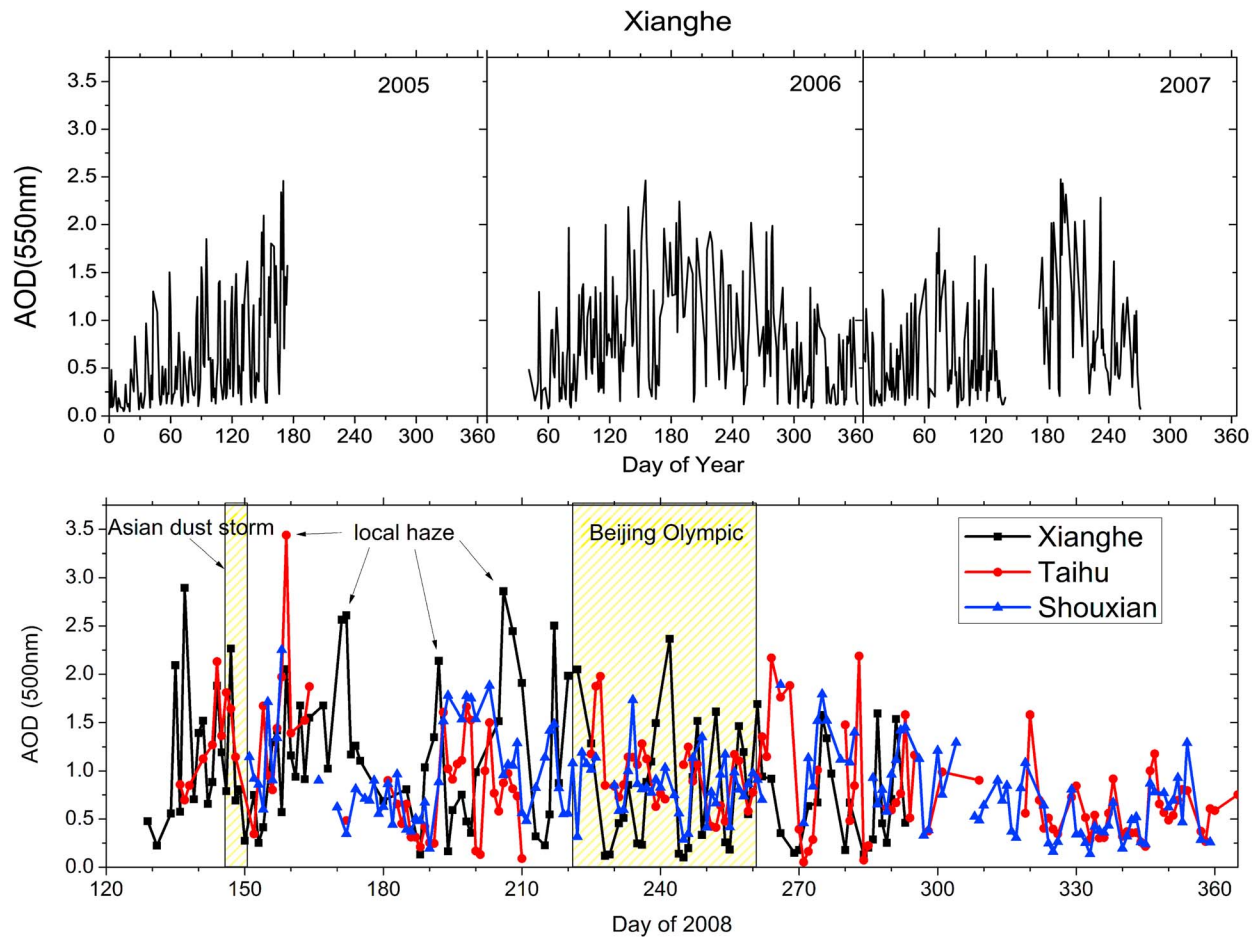 Xianghe
2005
2006
2007
AOD(550nm)
3.5
3.0
2.5
2.0
1.5
1.0
0.5
0.0
0 60 120 180 240 300 360 60 120 180 240 300 360 60 120 180 240 300 360
Day of Year
Asian dust storm
local haze
Beijing Olympic
Xianghe
Taihu
Shouxian
AOD (500nm)
3.5
3.0
2.5
2.0
1.5
1.0
0.5
0.0
120 150 180 210 240 270 300 330 360
Day of 2008